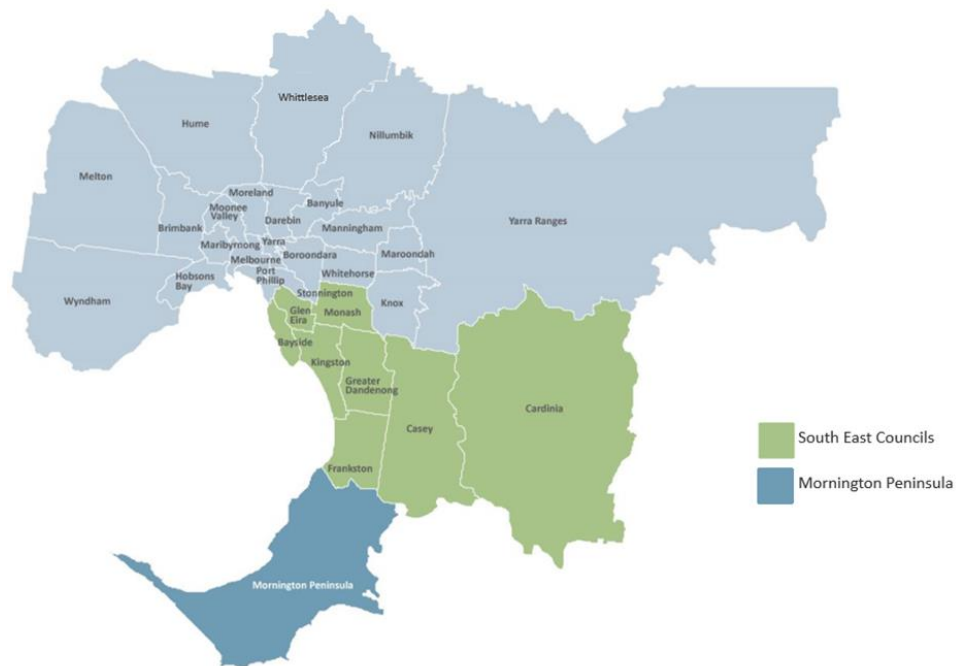 Whittlesea
Hume
Nillumbik
Melton
Moreland
Moonee
Valley
Banyule
Darebin
Brimbank
Manningham
Yarra Ranges
Maribyrnong
Yarra
Boroondara
Maroondah
Melbourne
Port
Phillip
Whitehorse
Hobsons
Bay
Wyndham
Stonnington
Knox
Glen
Eira
Monash
Bayside
Kingston
Greater
Dandenong
Cardinia
Casey
Frankston
Mornington Peninsula
South East Councils
Mornington Peninsula